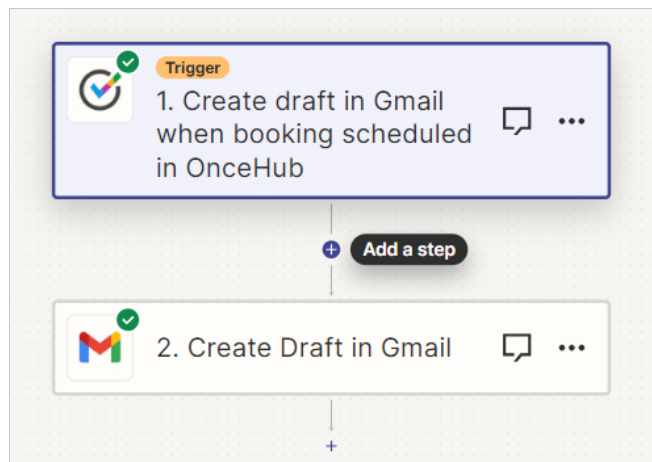 Trigger
1. Create draft in Gmail
when booking scheduled
in OnceHub
Add a step
2. Create Draft in Gmail